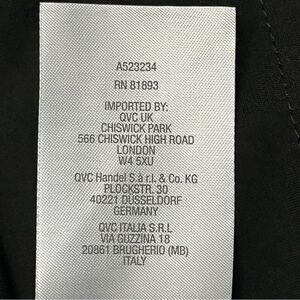 A523234
RN 81893
IMPORTED BY:
QVC UK
CHISWICK PARK
566 CHISWICK HIGH ROAD
LONDON
W4 5XU
QVC Handel S.à r.l. & Co. KG
PLOCKSTR. 30
40221 DÜSSELDORF
GERMANY
QVC ITALIA S.R.L
VIA GUZZINA 18
20861 BRUGHERIO (MB)
ITALY